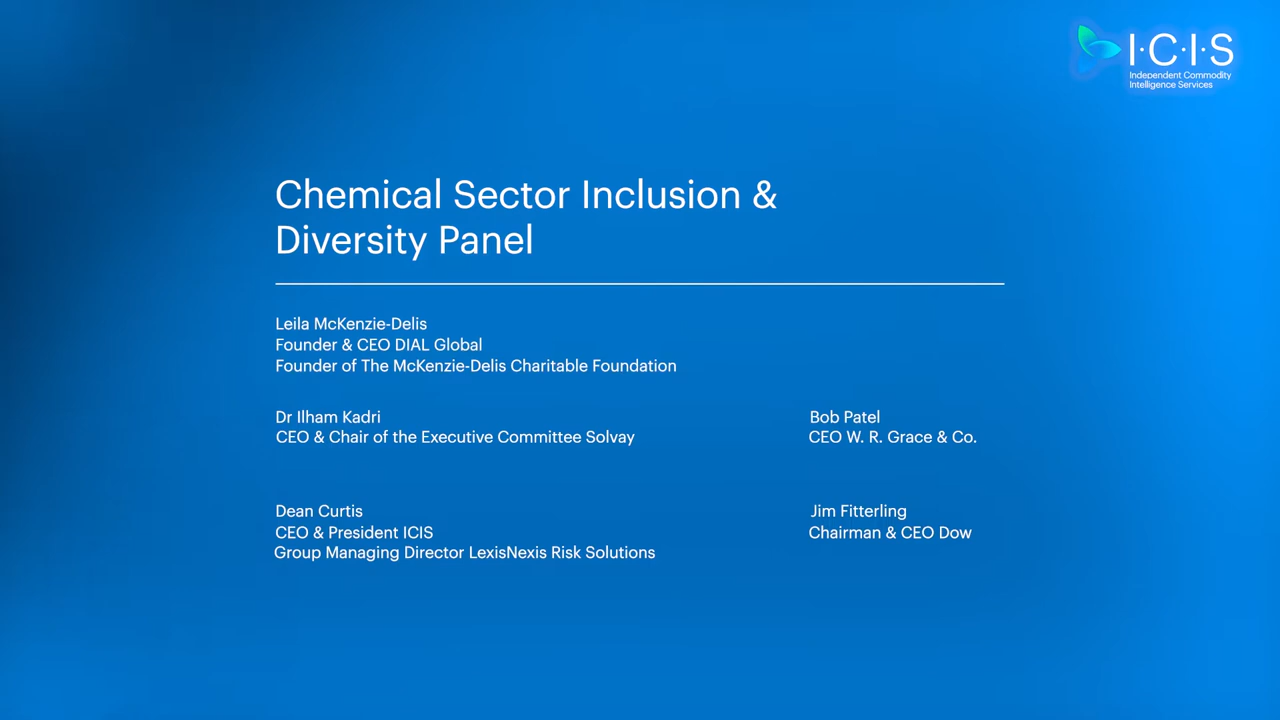 I·C·I·S
Independent Commodity
Intelligence Services
Chemical Sector Inclusion &
Diversity Panel
Leila McKenzie-Delis
Founder & CEO DIAL Global
Founder of The McKenzie-Delis Charitable Foundation
Dr Ilham Kadri
CEO & Chair of the Executive Committee Solvay
Bob Patel
CEO W. R. Grace & Co.
Dean Curtis
CEO & President ICIS
Group Managing Director LexisNexis Risk Solutions
Jim Fitterling
Chairman & CEO Dow